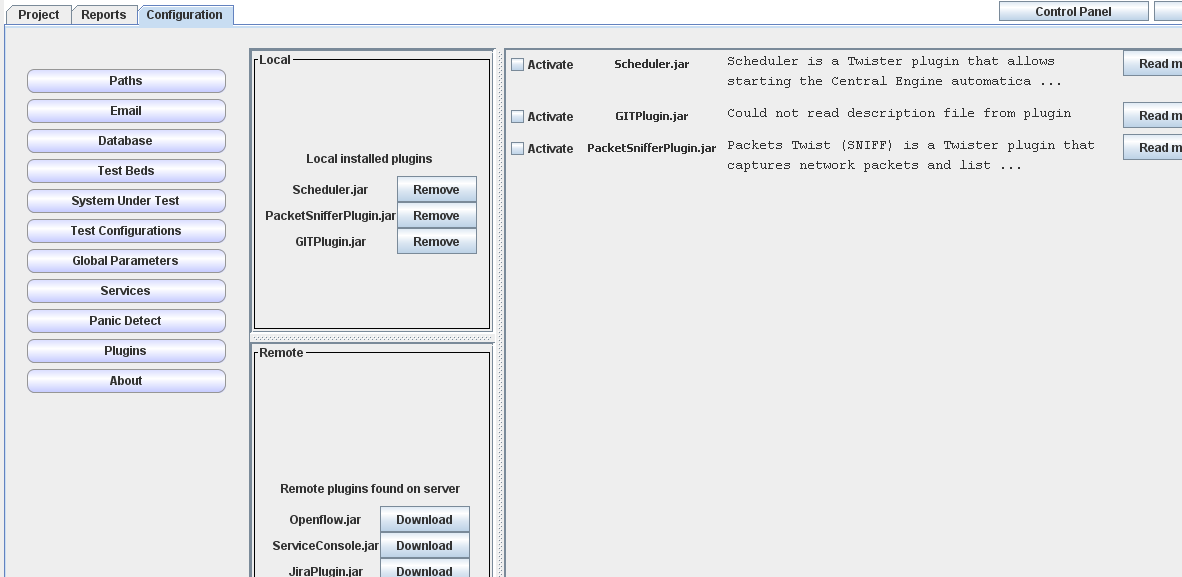 Project Reports Configuration Control Panel
Paths
Email
Database
Test Beds
System Under Test
Test Configurations
Global Parameters
Services
Panic Detect
Plugins
About
Local
Local installed plugins
Scheduler.jar Remove
PacketSnifferPlugin.jar Remove
GITPlugin.jar Remove
Remote
Remote plugins found on server
Openflow.jar Download
ServiceConsole.jar Download
JiraPlugin.jar Download
Activate Scheduler.jar Scheduler is a Twister plugin that allows Read m
starting the Central Engine automatica ...
Activate GITPlugin.jar Could not read description file from plugin Read m
Activate PacketSnifferPlugin.jar Packets Twist (SNIFF) is a Twister plugin that Read m
captures network packets and list ...